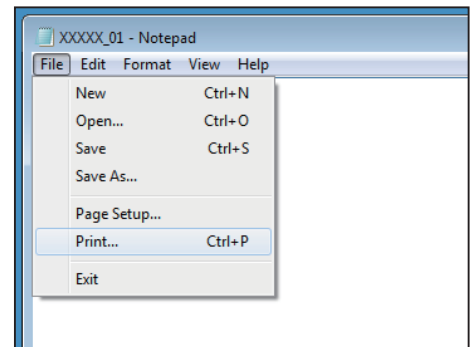 XXXXX_01 - Notepad
File Edit Format View Help
New Ctrl+N
Open... Ctrl+O
Save Ctrl+S
Save As...
Page Setup...
Print... Ctrl+P
Exit